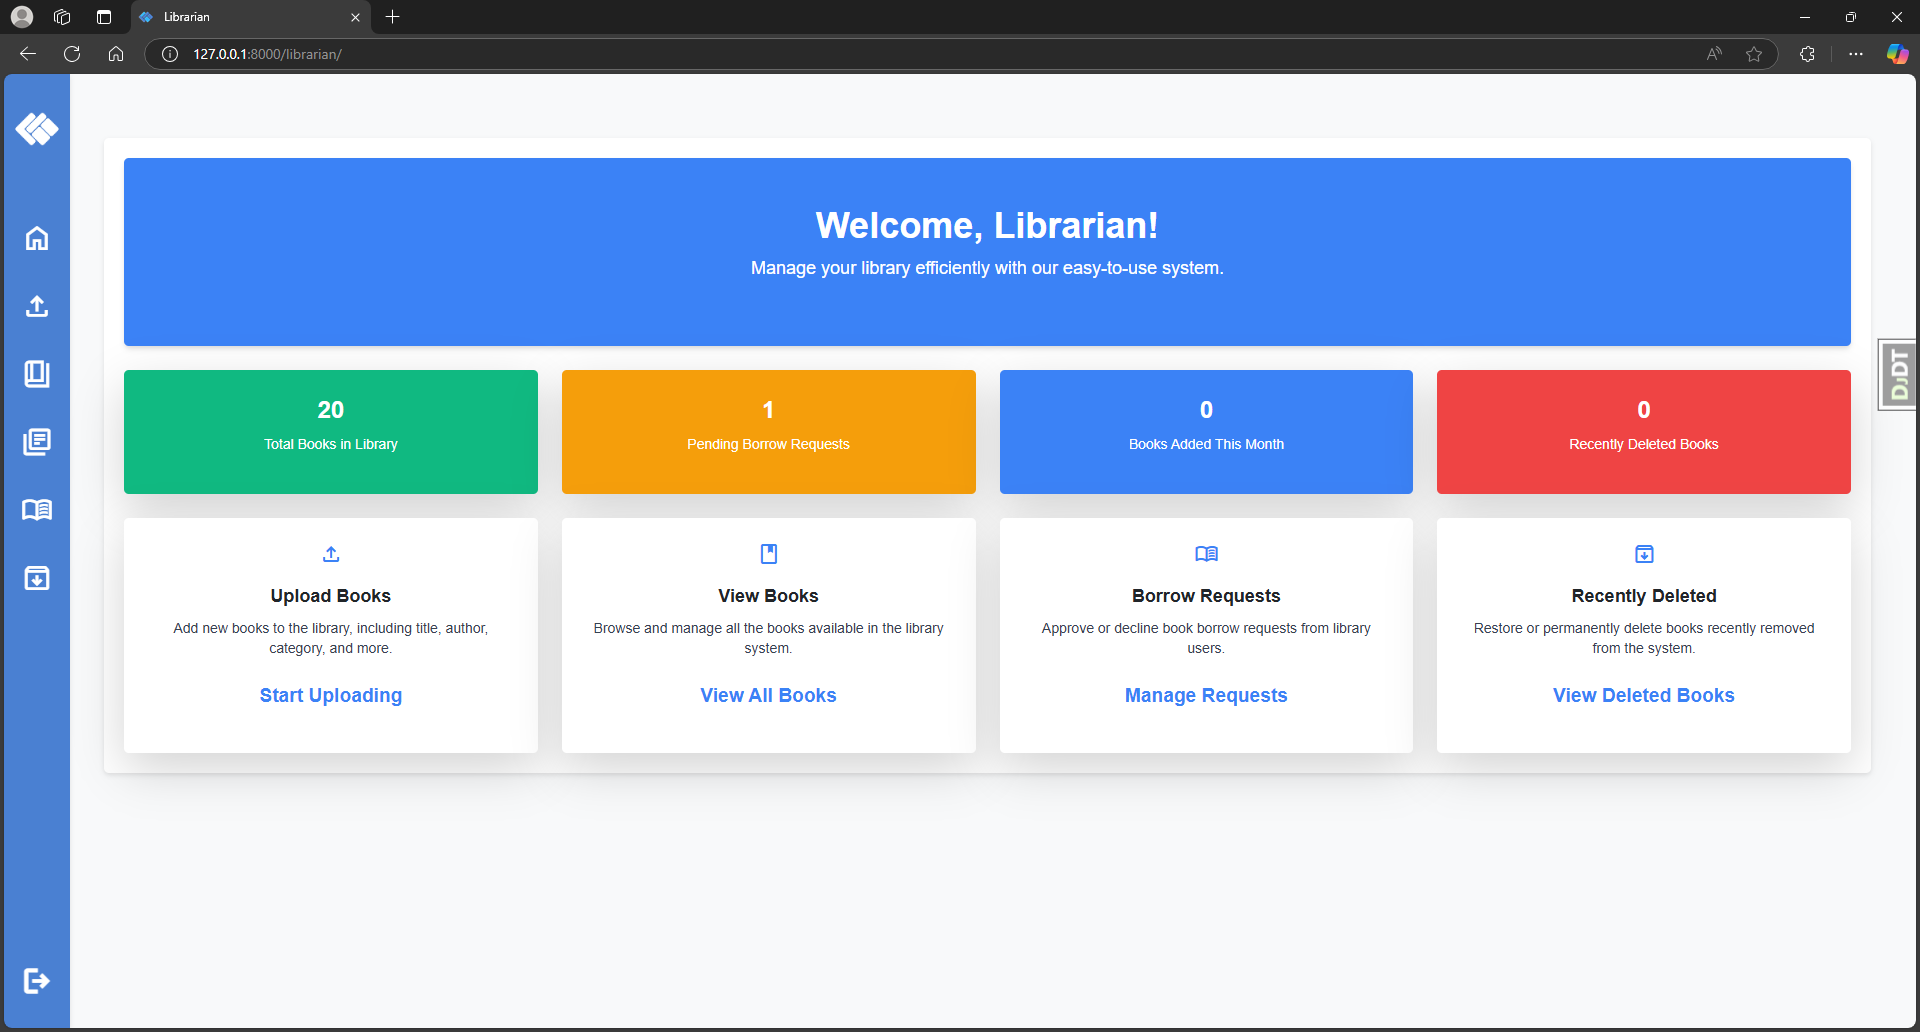 Librarian
127.0.0.1:8000/librarian/
Welcome, Librarian!
Manage your library efficiently with our easy-to-use system.
20
Total Books in Library
1
Pending Borrow Requests
0
Books Added This Month
0
Recently Deleted Books
DJDT
Upload Books
Add new books to the library, including title, author,
category, and more.
Start Uploading
View Books
Browse and manage all the books available in the library
system.
View All Books
Borrow Requests
Approve or decline book borrow requests from library
users.
Manage Requests
Recently Deleted
Restore or permanently delete books recently removed
from the system.
View Deleted Books